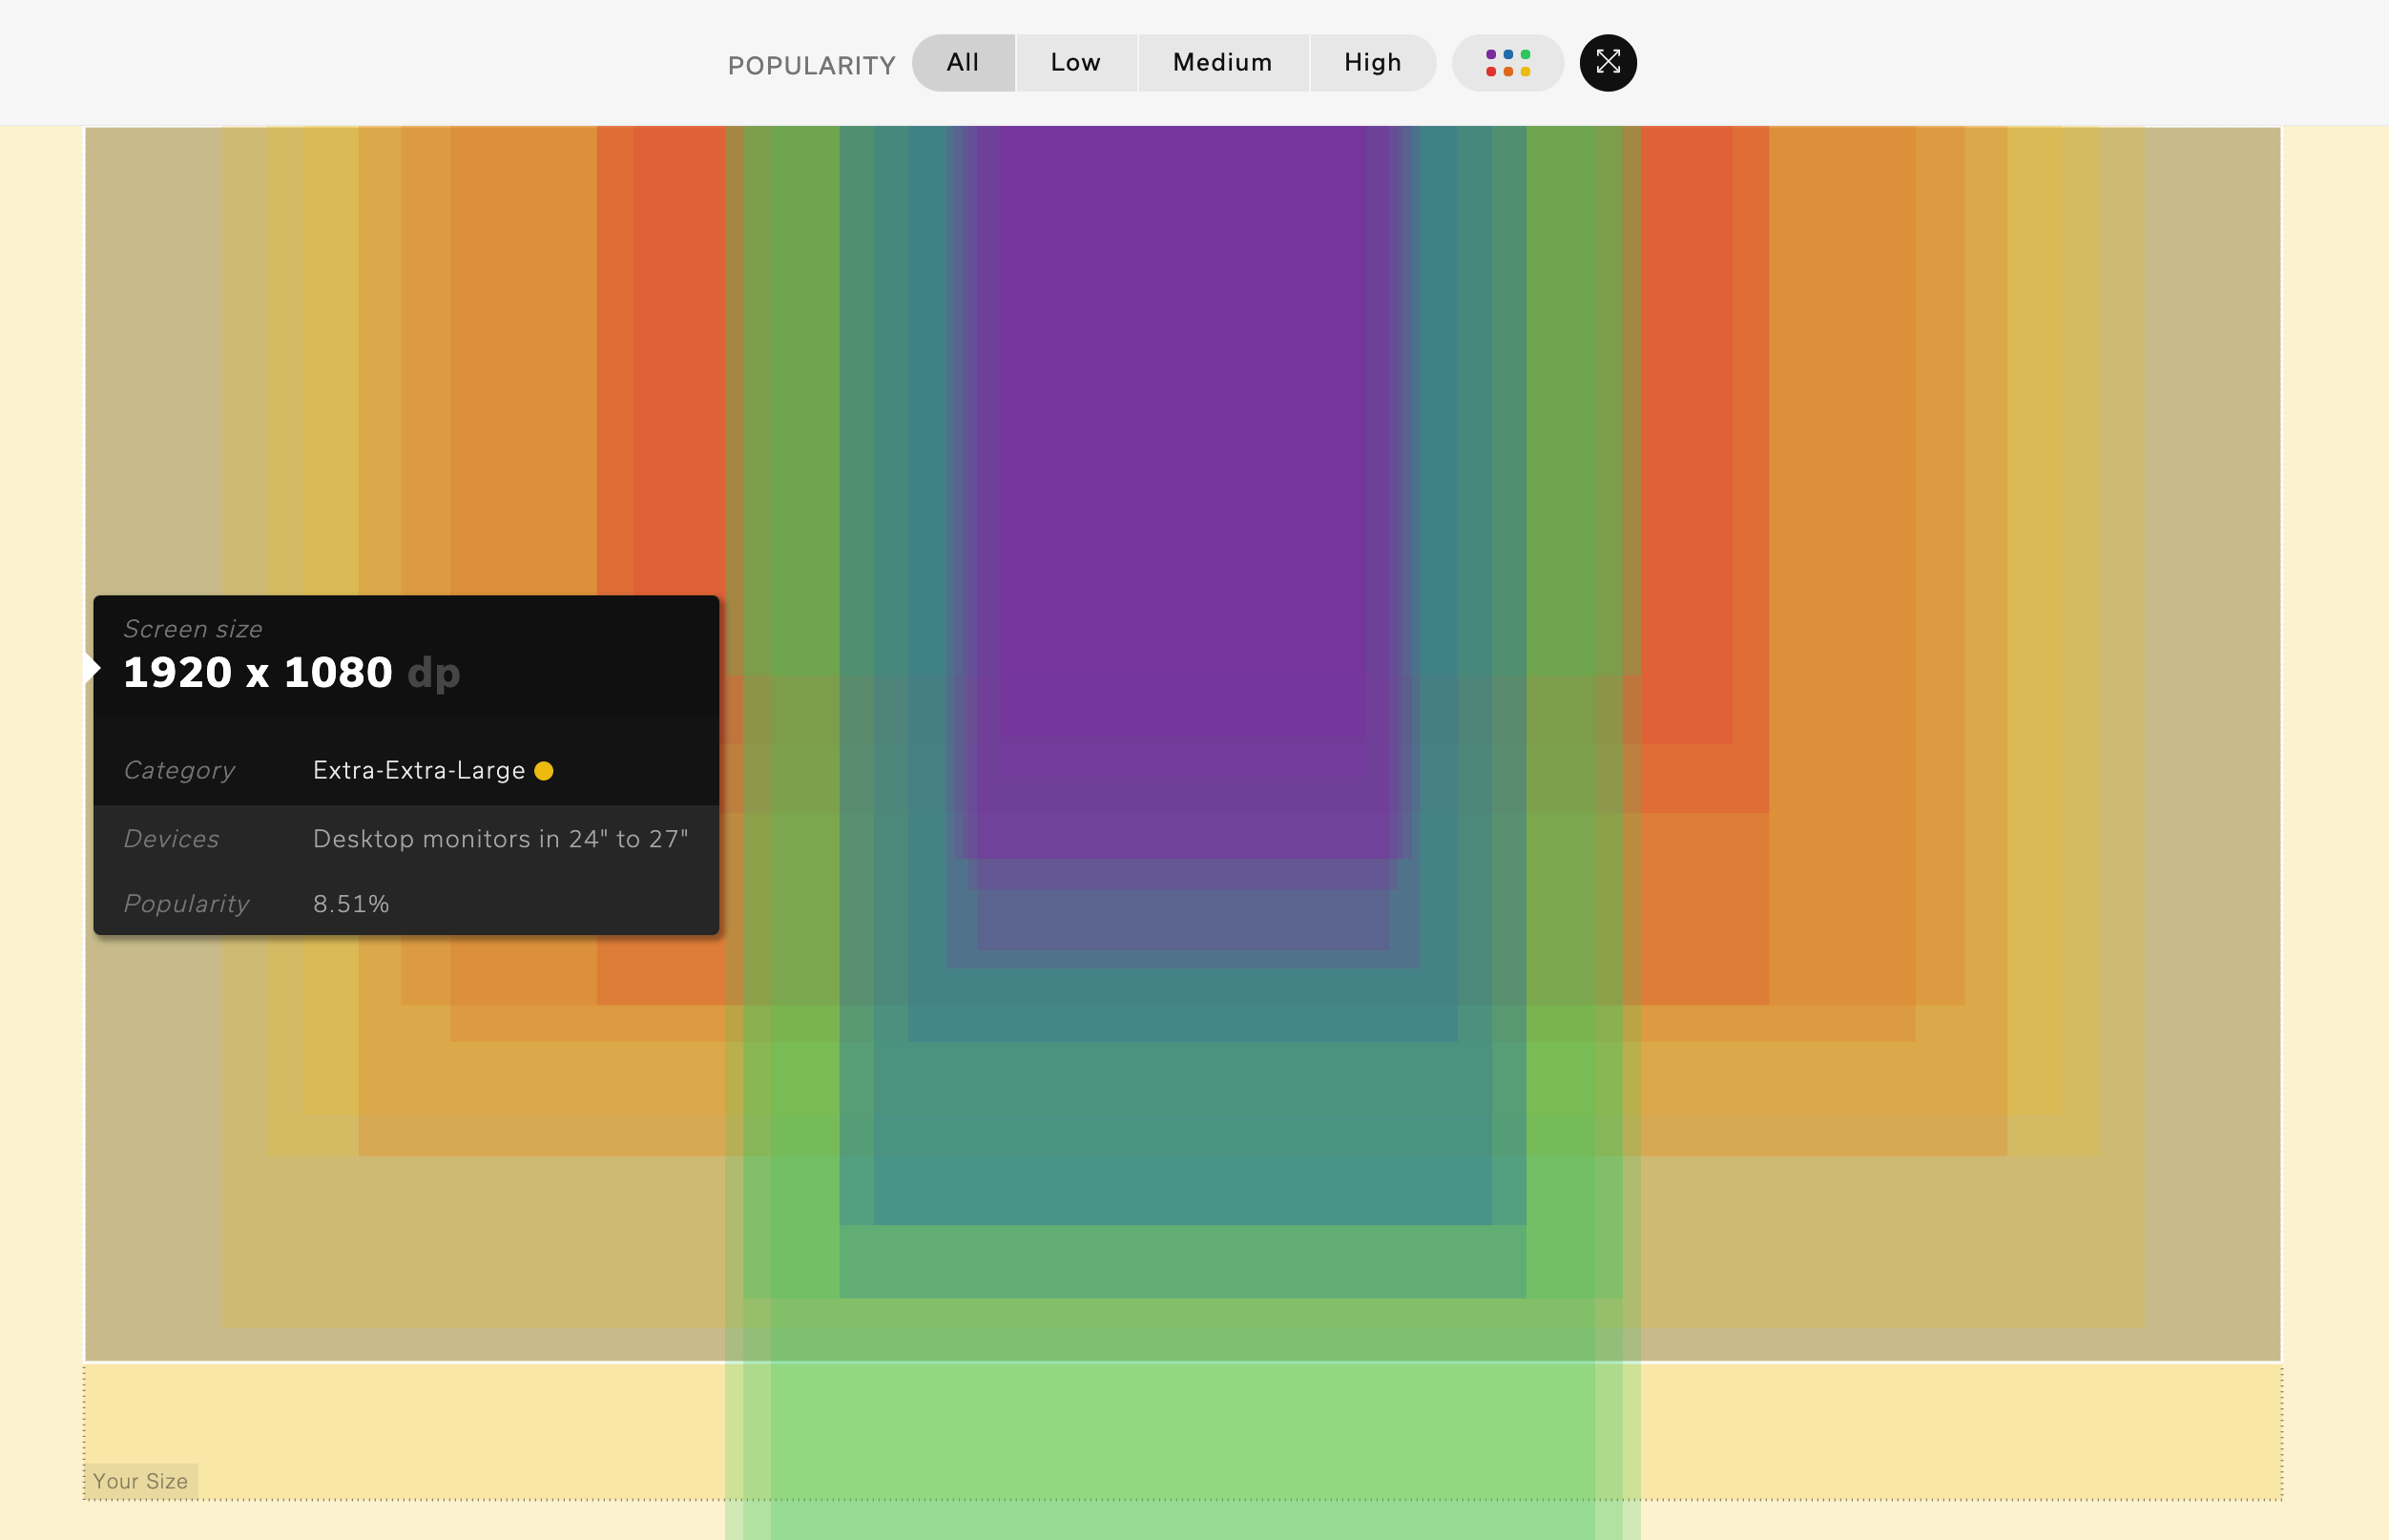 POPULARITY All Low Medium High
Screen size
1920 x 1080 dp
Category Extra-Extra-Large
Devices Desktop monitors in 24" to 27"
Popularity 8.51%
Your Size